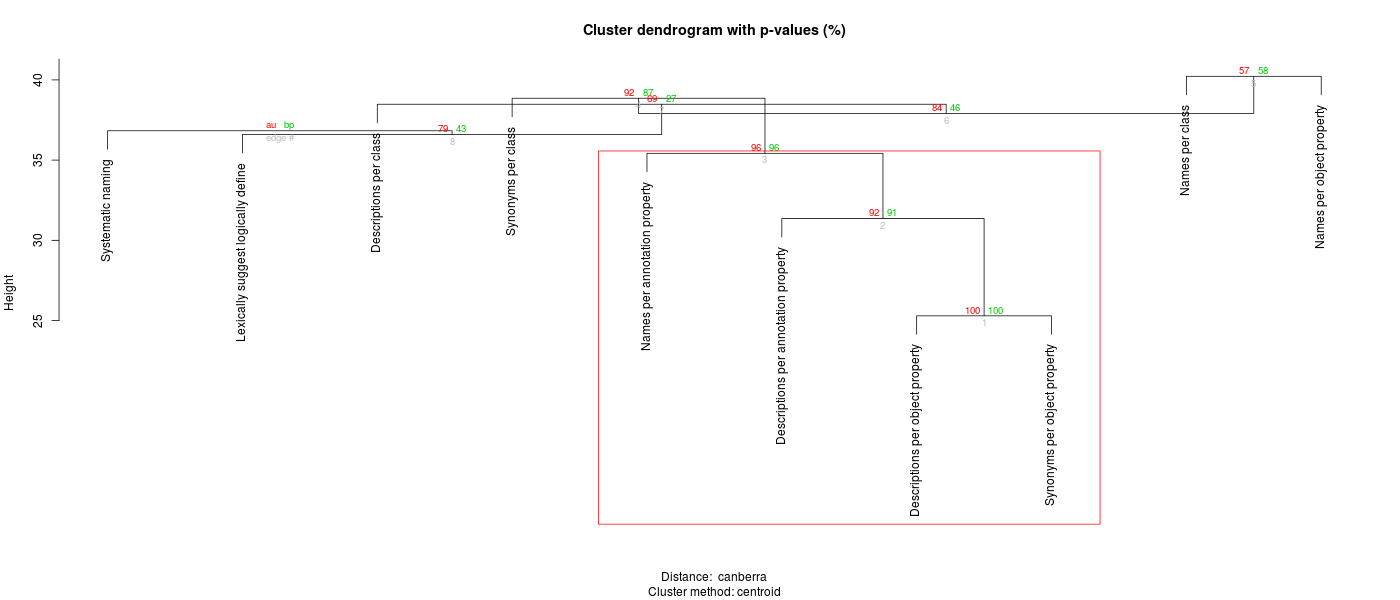 Cluster dendrogram with p-values (%)
Height
40
35
30
25
57 58
92 87
69 27
84 46
6
au bp
edge #
79 43
8
96 96
3
92 91
2
100 100
1
Systematic naming
Lexically suggest logically define
Descriptions per class
Synonyms per class
Names per annotation property
Descriptions per annotation property
Descriptions per object property
Synonyms per object property
Names per class
Names per object property
Distance: canberra
Cluster method: centroid